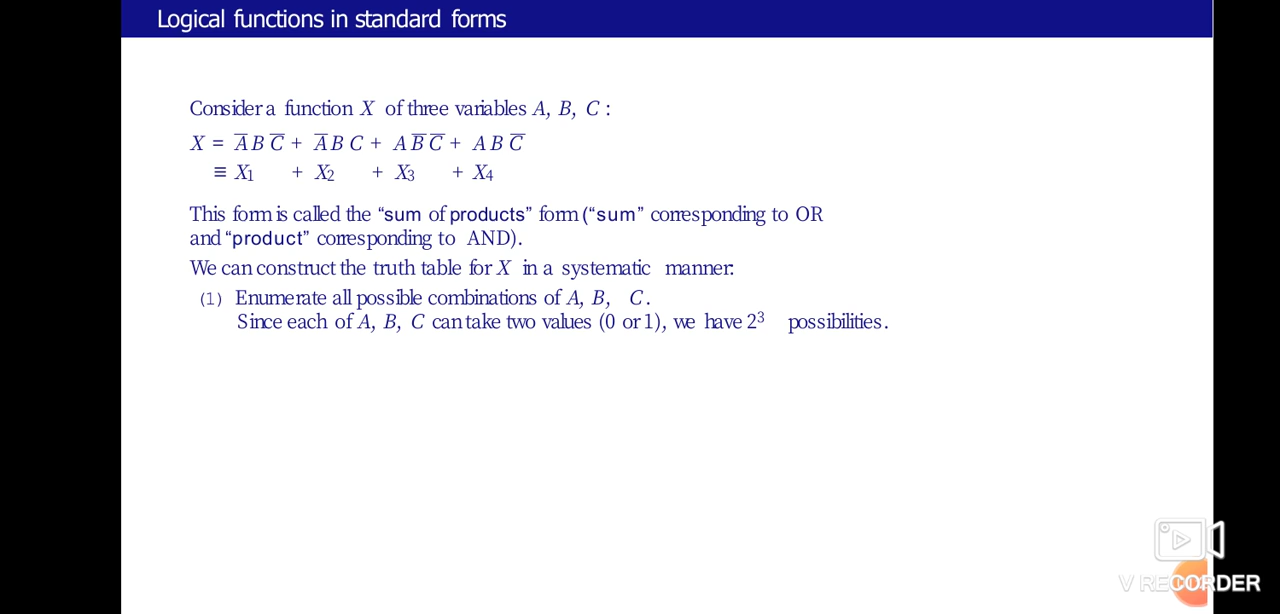 Logical functions in standard forms
Consider a function X of three variables A, B, C :
X = A̅ B C̅ + A̅ B C + A B̅ C̅ + A B C̅
≡ X₁ + X₂ + X₃ + X₄
This form is called the “sum of products” form (“sum” corresponding to OR
and “product” corresponding to AND).
We can construct the truth table for X in a systematic manner:
(1) Enumerate all possible combinations of A, B, C.
Since each of A, B, C can take two values (0 or 1), we have 2³ possibilities.
V RECORDER